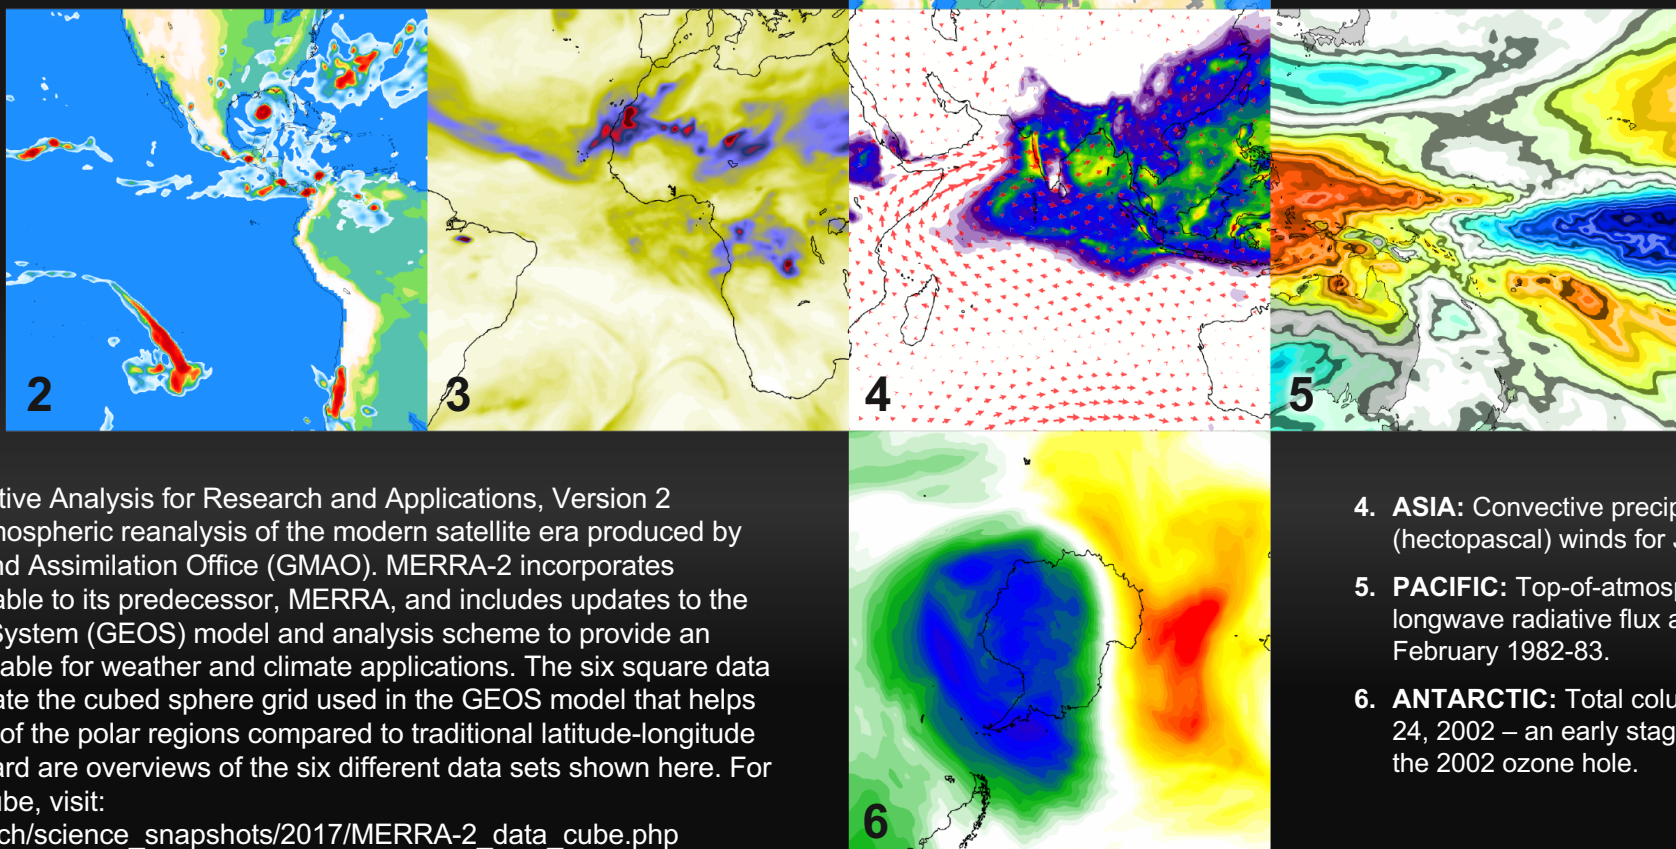 2
3
4
5
tive Analysis for Research and Applications, Version 2
mospheric reanalysis of the modern satellite era produced by
nd Assimilation Office (GMAO). MERRA-2 incorporates
able to its predecessor, MERRA, and includes updates to the
System (GEOS) model and analysis scheme to provide an
table for weather and climate applications. The six square data
ate the cubed sphere grid used in the GEOS model that helps
of the polar regions compared to traditional latitude-longitude
ard are overviews of the six different data sets shown here. For
ube, visit:
ch/science_snapshots/2017/MERRA-2_data_cube.php
6
4. ASIA: Convective precip
(hectopascal) winds for J
5. PACIFIC: Top-of-atmosp
longwave radiative flux a
February 1982-83.
6. ANTARCTIC: Total colu
24, 2002 – an early stag
the 2002 ozone hole.